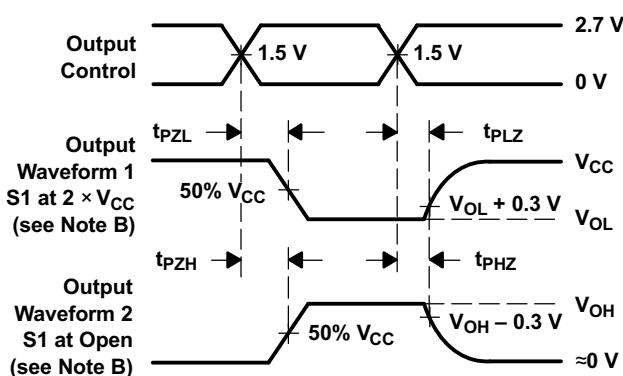 2.7 V
Output
Control
1.5 V
1.5 V
0 V
tPZL
tPLZ
Output
Waveform 1
S1 at 2 × VCC
(see Note B)
VCC
50% VCC
VOL + 0.3 V
VOL
tPZH
tPHZ
Output
Waveform 2
S1 at Open
(see Note B)
VOH
50% VCC
VOH – 0.3 V
≈0 V